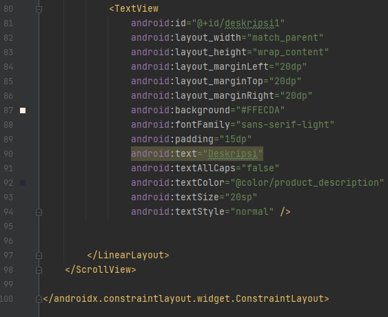 80 <TextView
81 android:id="@+id/deskripsi1"
82 android:layout_width="match_parent"
83 android:layout_height="wrap_content"
84 android:layout_marginLeft="20dp"
85 android:layout_marginTop="20dp"
86 android:layout_marginRight="20dp"
87 android:background="#FFECDA"
88 android:fontFamily="sans-serif-light"
89 android:padding="15dp"
90 android:text="Deskripsi"
91 android:textAllCaps="false"
92 android:textColor="@color/product_description"
93 android:textSize="20sp"
94 android:textStyle="normal" />
95
96
97 </LinearLayout>
98 </ScrollView>
99
100 </androidx.constraintlayout.widget.ConstraintLayout>